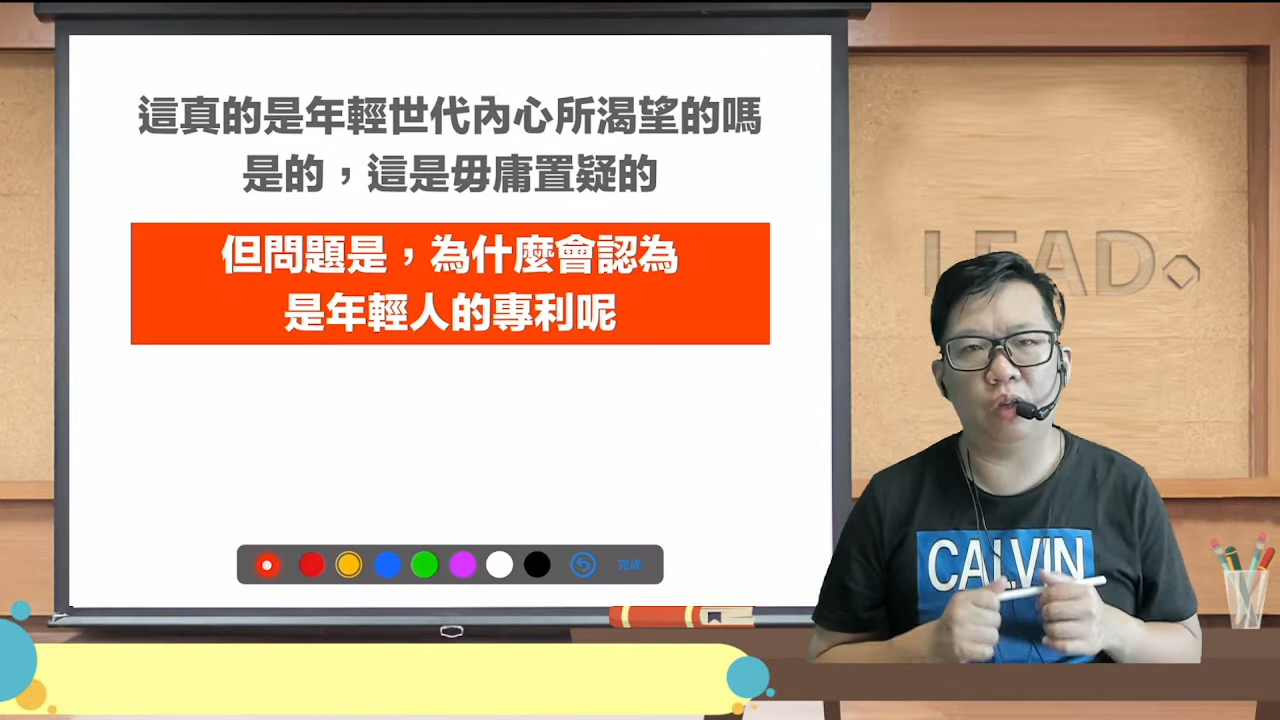 這真的是年輕世代內心所渴望的嗎
是的，這是毋庸置疑的
但問題是，為什麼會認為
是年輕人的專利呢
完成
LEAD
CALVIN